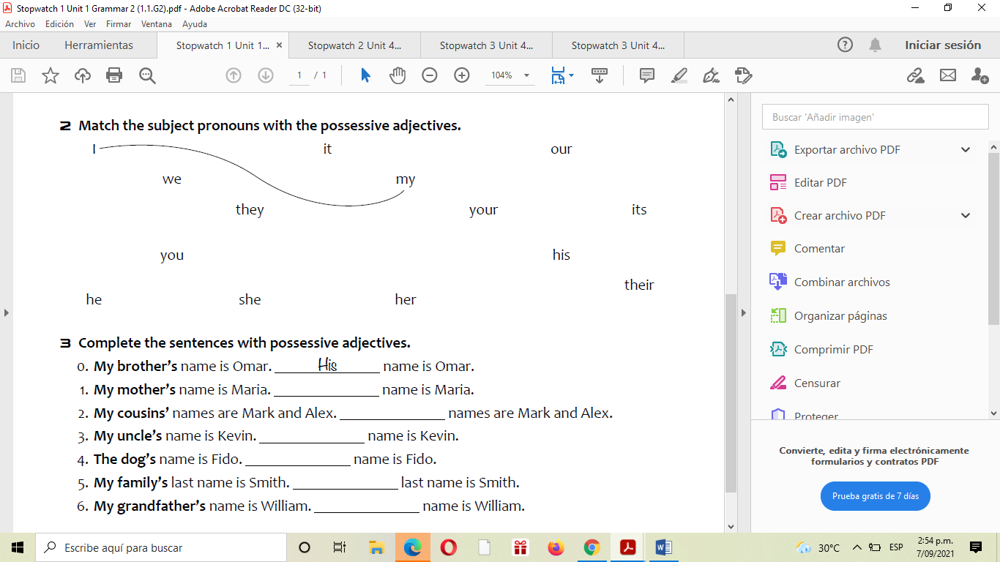 Stopwatch 1 Unit 1 Grammar 2 (1.1.G2).pdf - Adobe Acrobat Reader DC (32-bit)
Archivo Edición Ver Firmar Ventana Ayuda
Inicio Herramientas Stopwatch 1 Unit 1... × Stopwatch 2 Unit 4... Stopwatch 3 Unit 4... Stopwatch 3 Unit 4... Iniciar sesión
1 / 1 104%
2 Match the subject pronouns with the possessive adjectives.
I it our
we my
they your its
you his
their
he she her
3 Complete the sentences with possessive adjectives.
0. My brother's name is Omar. His name is Omar.
1. My mother's name is Maria. ______________ name is Maria.
2. My cousins' names are Mark and Alex. ______________ names are Mark and Alex.
3. My uncle's name is Kevin. ______________ name is Kevin.
4. The dog's name is Fido. ______________ name is Fido.
5. My family's last name is Smith. ______________ last name is Smith.
6. My grandfather's name is William. ______________ name is William.
Buscar 'Añadir imagen'
Exportar archivo PDF
Editar PDF
Crear archivo PDF
Comentar
Combinar archivos
Organizar páginas
Comprimir PDF
Censurar
Proteger
Convierte, edita y firma electrónicamente
formularios y contratos PDF
Prueba gratis de 7 días
Escribe aquí para buscar
30°C ESP 2:54 p.m.
7/09/2021